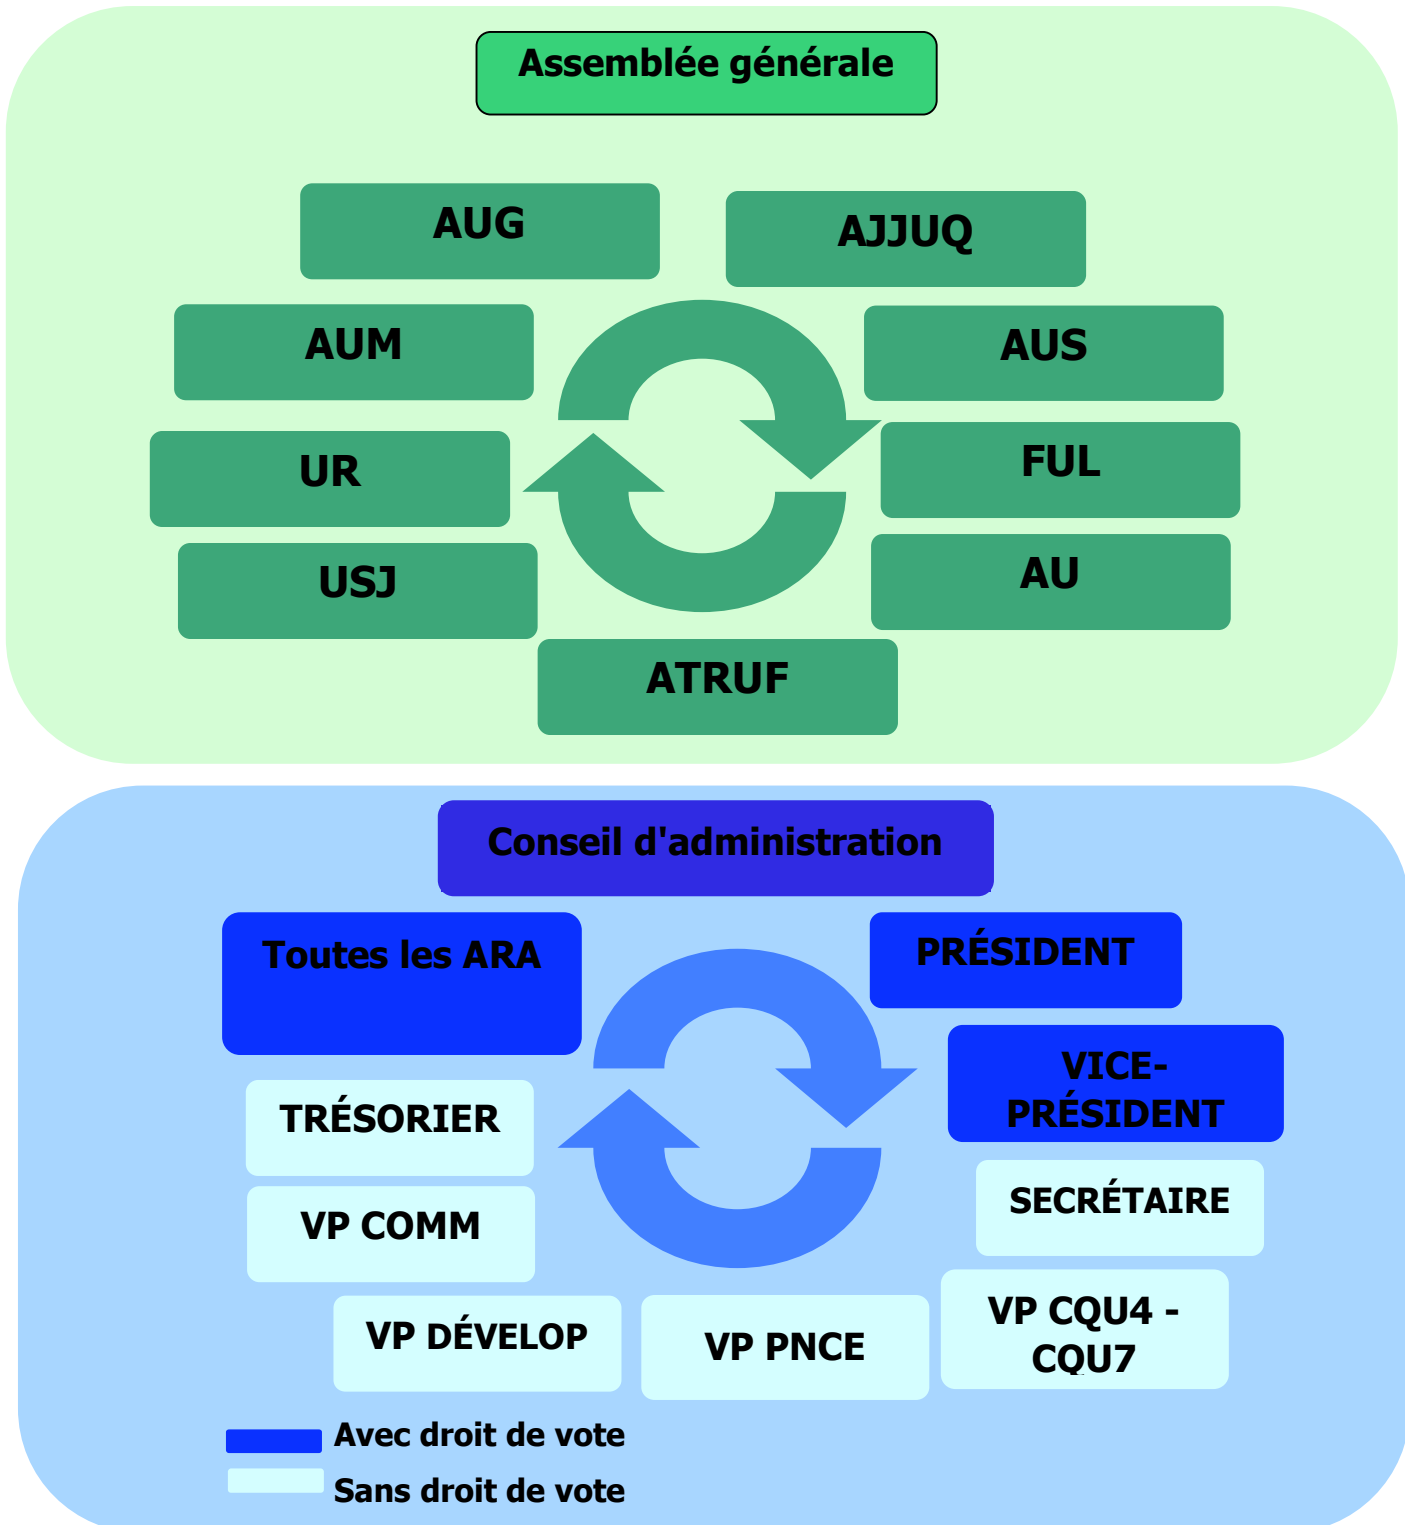 Assemblée générale
AUG
AJJUQ
AUM
AUS
UR
FUL
USJ
AU
ATRUF
Conseil d'administration
Toutes les ARA
PRÉSIDENT
VICE-
PRÉSIDENT
TRÉSORIER
SECRÉTAIRE
VP COMM
VP CQU4 -
CQU7
VP DÉVELOP
VP PNCE
Avec droit de vote
Sans droit de vote